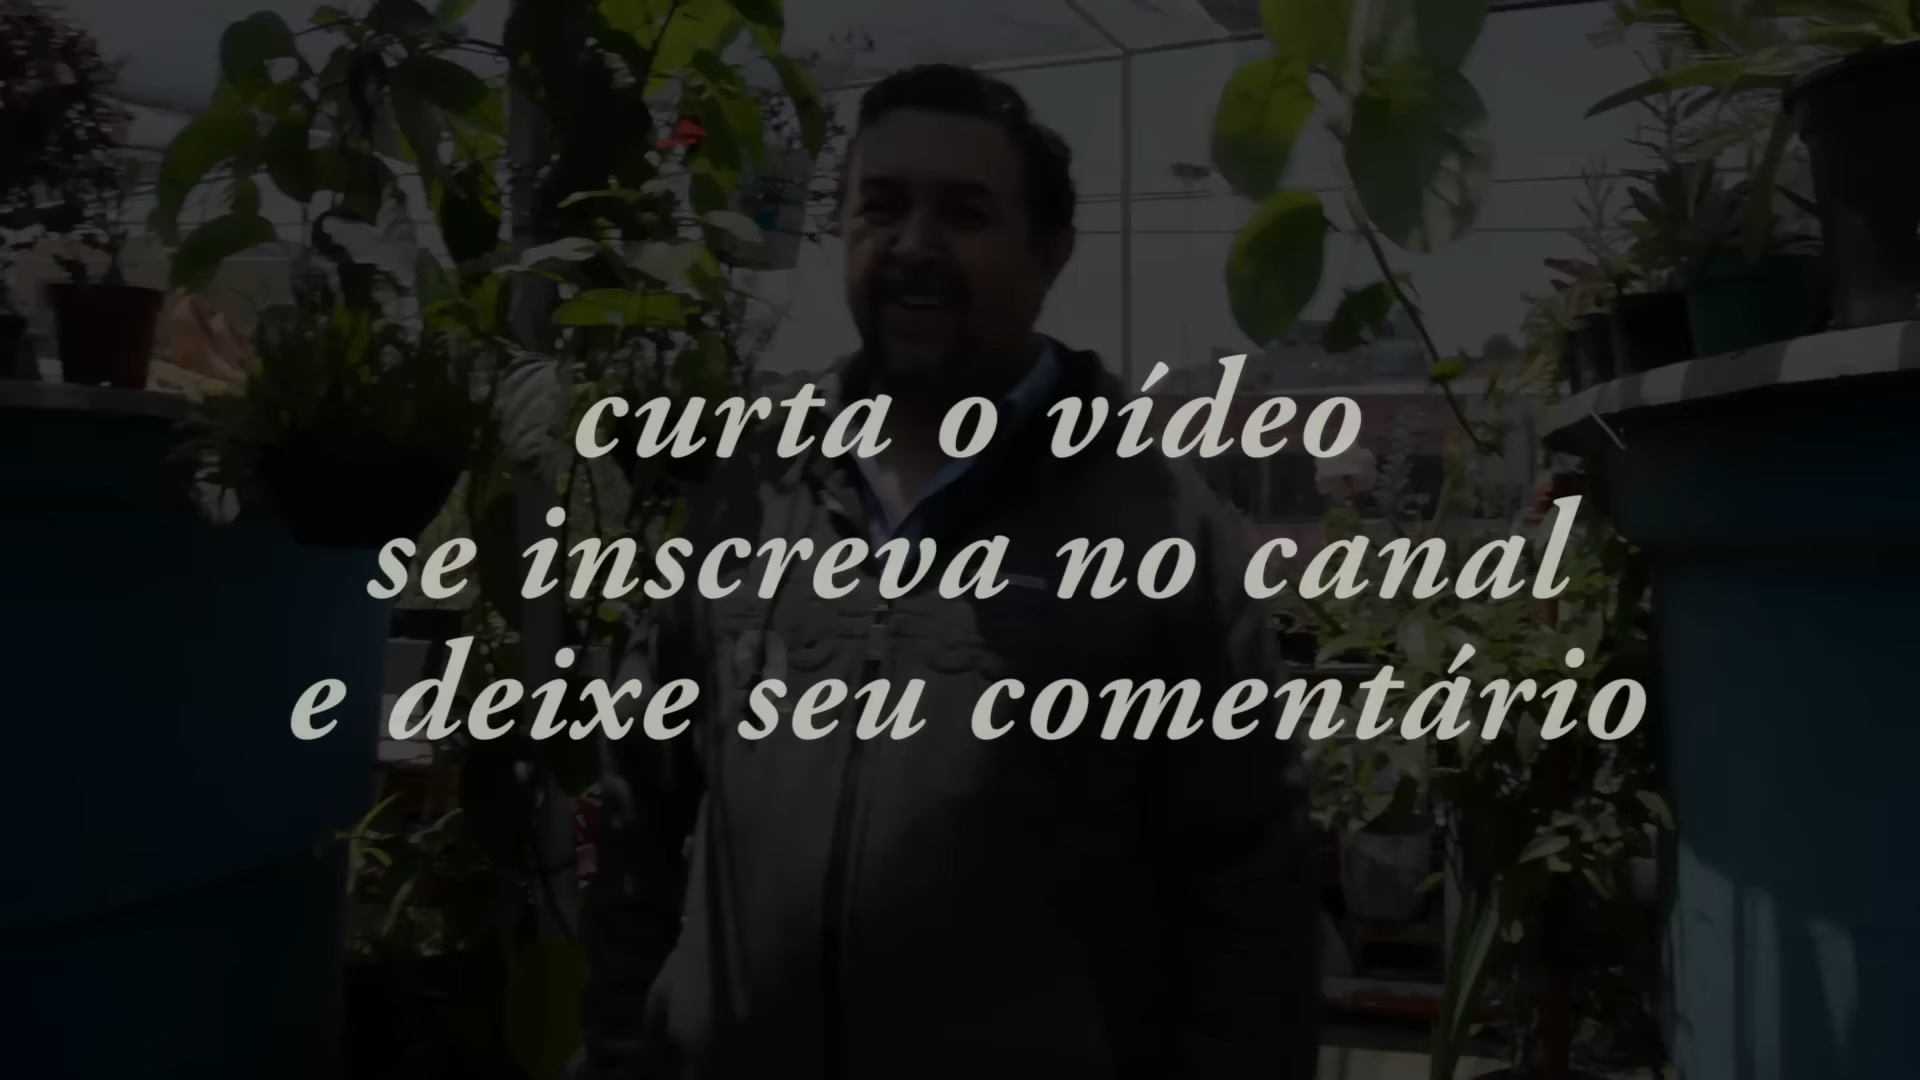 curta o vídeo
se inscreva no canal
e deixe seu comentário